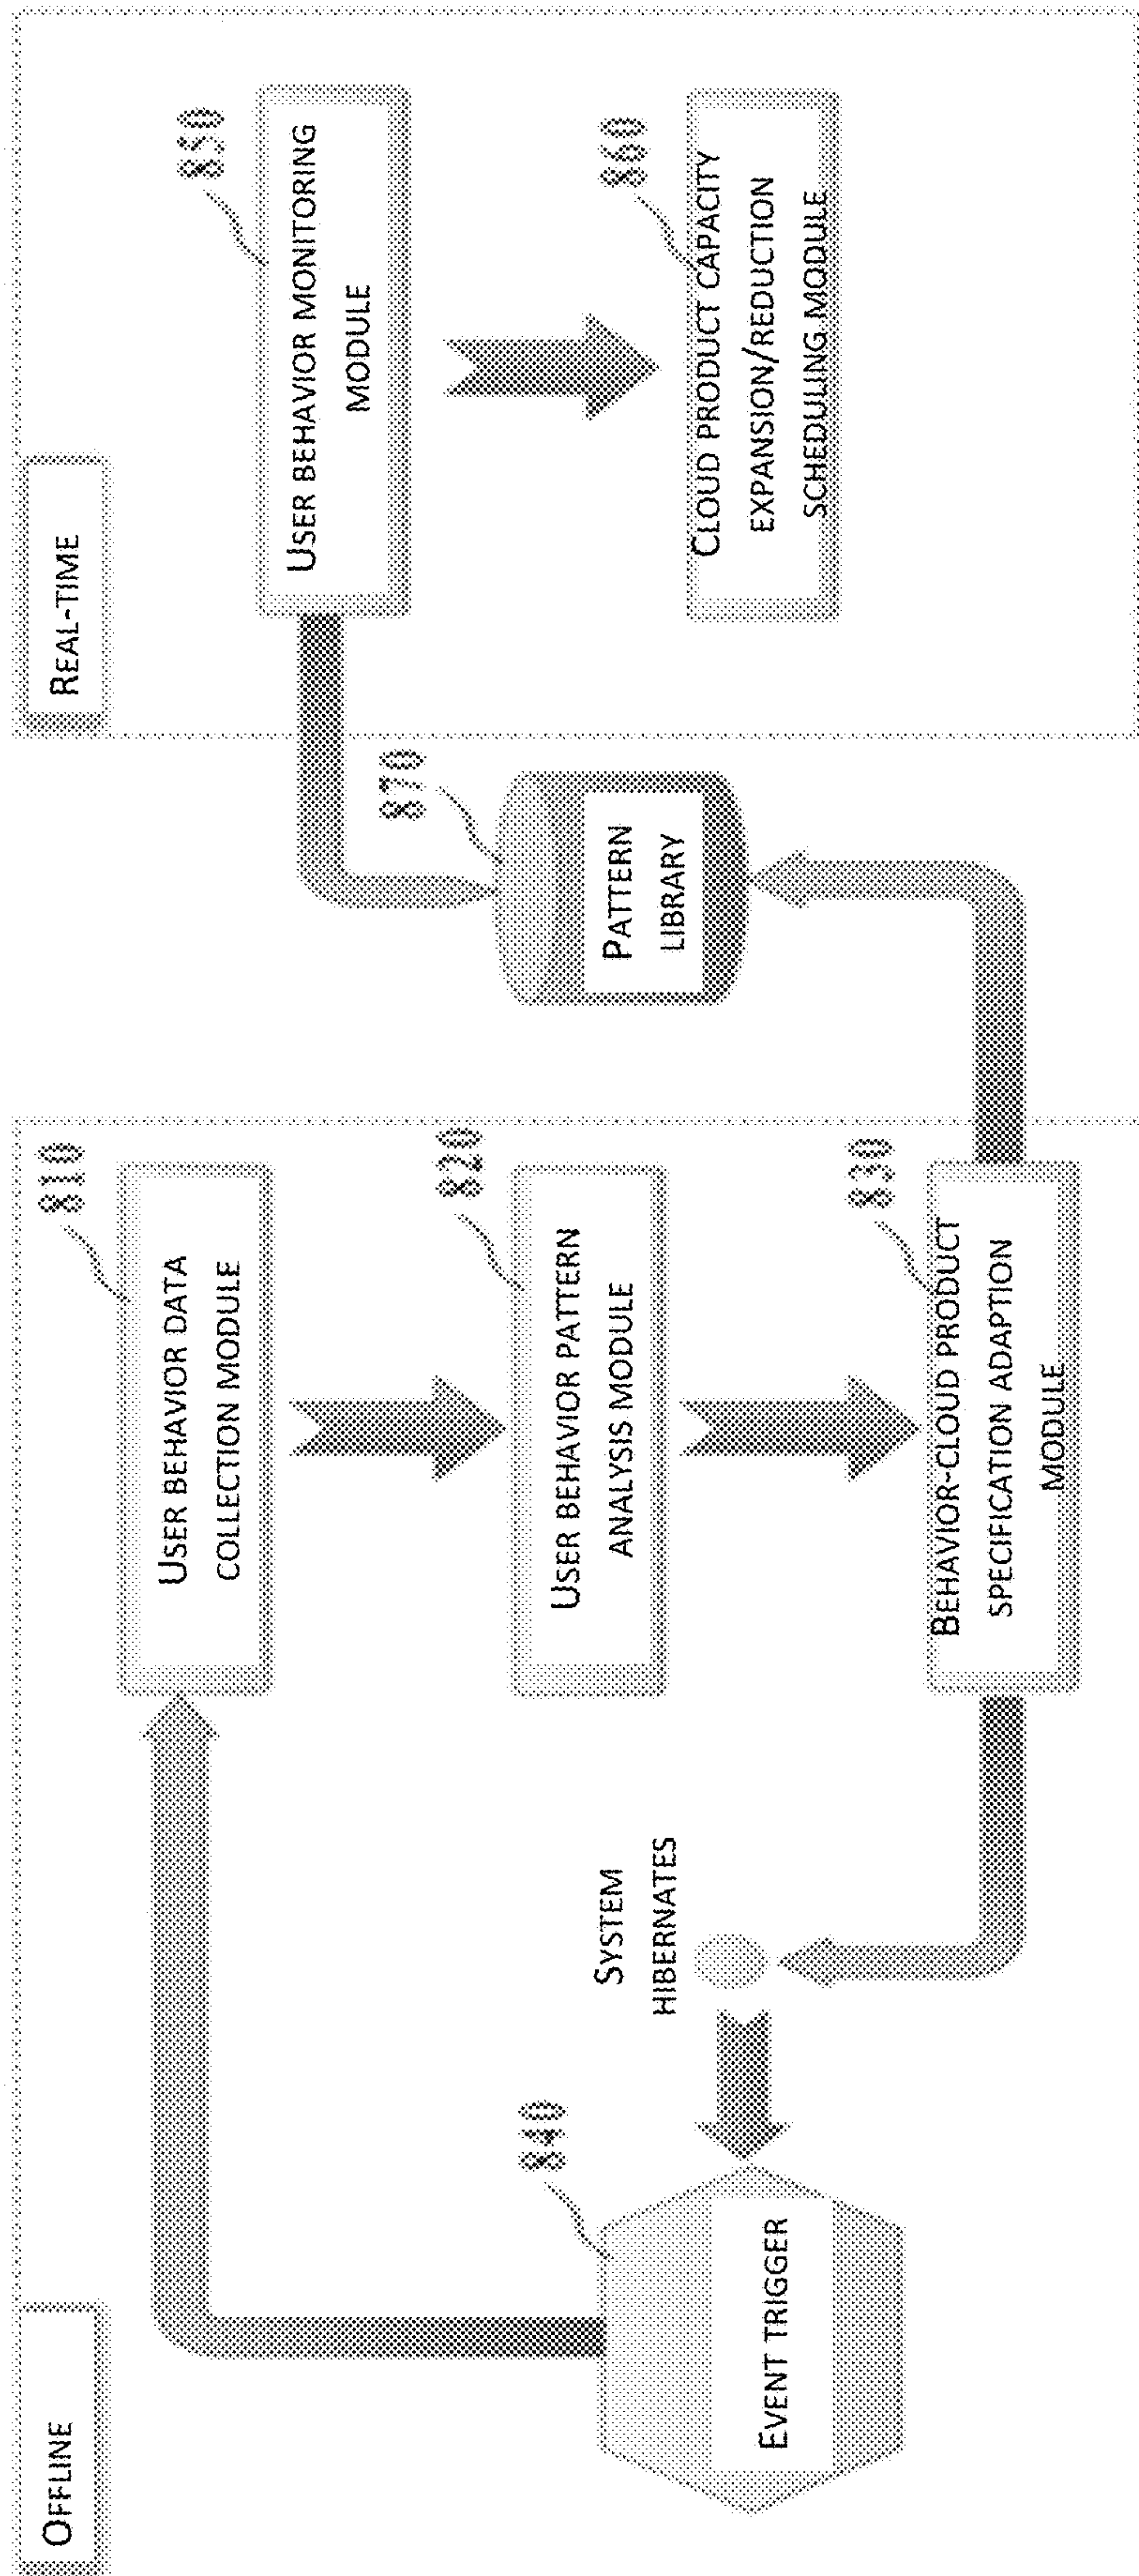 OFFLINE
810
USER BEHAVIOR DATA
COLLECTION MODULE
820
USER BEHAVIOR PATTERN
ANALYSIS MODULE
830
BEHAVIOR-CLOUD PRODUCT
SPECIFICATION ADAPTION
MODULE
SYSTEM
HIBERNATES
840
EVENT TRIGGER
870
PATTERN
LIBRARY
REAL-TIME
850
USER BEHAVIOR MONITORING
MODULE
860
CLOUD PRODUCT CAPACITY
EXPANSION/REDUCTION
SCHEDULING MODULE